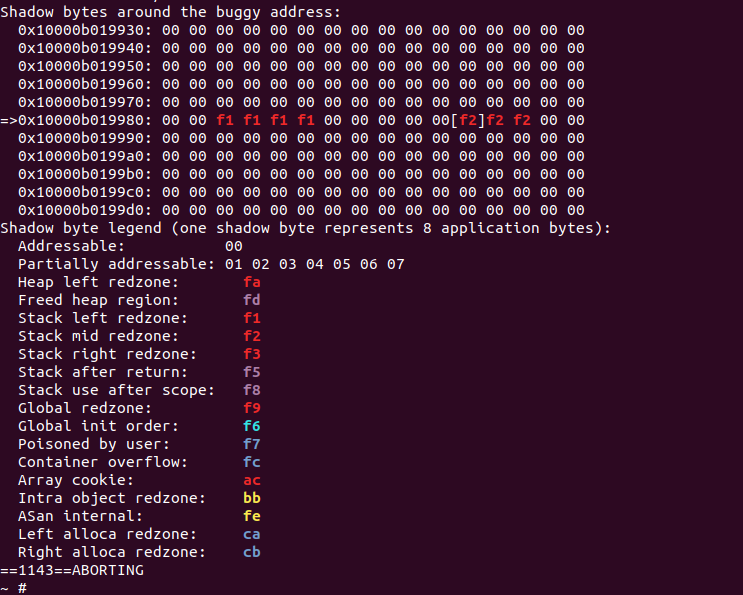 Shadow bytes around the buggy address:
  0x10000b019930: 00 00 00 00 00 00 00 00 00 00 00 00 00 00 00 00
  0x10000b019940: 00 00 00 00 00 00 00 00 00 00 00 00 00 00 00 00
  0x10000b019950: 00 00 00 00 00 00 00 00 00 00 00 00 00 00 00 00
  0x10000b019960: 00 00 00 00 00 00 00 00 00 00 00 00 00 00 00 00
  0x10000b019970: 00 00 00 00 00 00 00 00 00 00 00 00 00 00 00 00
=>0x10000b019980: 00 00 f1 f1 f1 f1 00 00 00 00 00[f2]f2 f2 00 00
  0x10000b019990: 00 00 00 00 00 00 00 00 00 00 00 00 00 00 00 00
  0x10000b0199a0: 00 00 00 00 00 00 00 00 00 00 00 00 00 00 00 00
  0x10000b0199b0: 00 00 00 00 00 00 00 00 00 00 00 00 00 00 00 00
  0x10000b0199c0: 00 00 00 00 00 00 00 00 00 00 00 00 00 00 00 00
  0x10000b0199d0: 00 00 00 00 00 00 00 00 00 00 00 00 00 00 00 00
Shadow byte legend (one shadow byte represents 8 application bytes):
  Addressable:           00
  Partially addressable: 01 02 03 04 05 06 07
  Heap left redzone:       fa
  Freed heap region:       fd
  Stack left redzone:      f1
  Stack mid redzone:       f2
  Stack right redzone:     f3
  Stack after return:      f5
  Stack use after scope:   f8
  Global redzone:          f9
  Global init order:       f6
  Poisoned by user:        f7
  Container overflow:      fc
  Array cookie:            ac
  Intra object redzone:    bb
  ASan internal:           fe
  Left alloca redzone:     ca
  Right alloca redzone:    cb
==1143==ABORTING
~ #